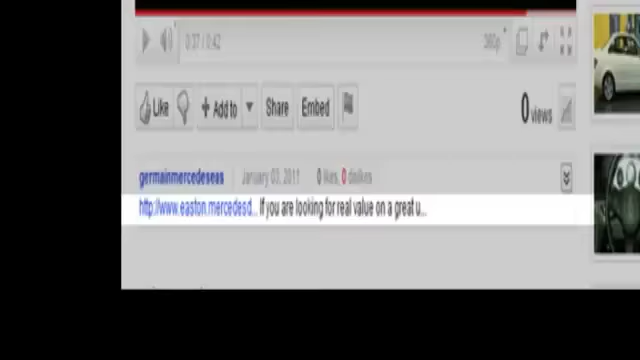 0:37 / 0:42 360p
Like + Add to Share Embed 0 views
germainmercedeseas January 03, 2011 0 likes, 0 dislikes
http://www.easton.mercedesd... If you are looking for real value on a great u...